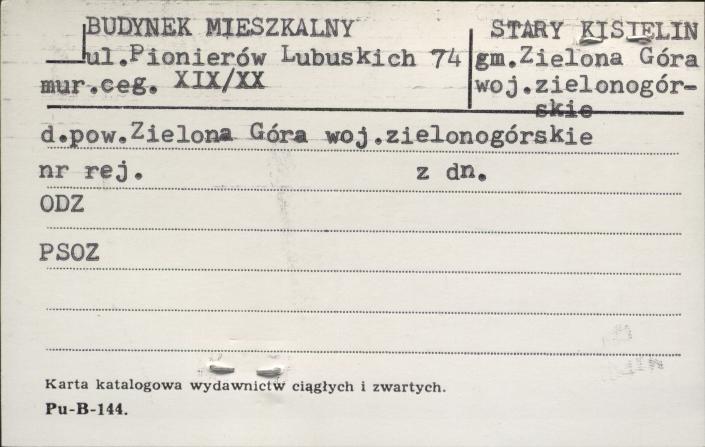 BUDYNEK MIESZKALNY
ul.Pionierów Lubuskich 74
mur.ceg. XIX/XX
STARY KISIELIN
gm.Zielona Góra
woj.zielonogór-
skie
d.pow.Zielona Góra woj.zielonogórskie
nr rej. z dn.
ODZ
PSOZ
Karta katalogowa wydawnictw ciągłych i zwartych.
Pu-B-144.